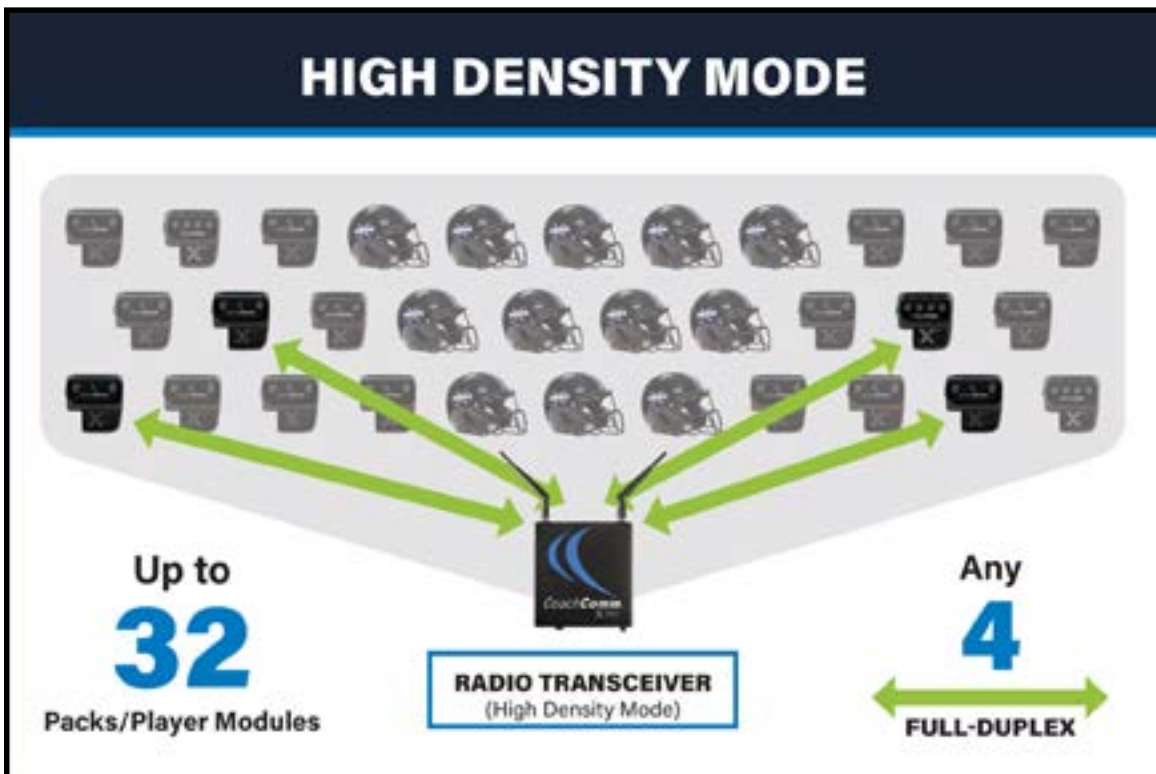 HIGH DENSITY MODE
CoachComm
Up to
32
Packs/Player Modules
RADIO TRANSCEIVER
(High Density Mode)
Any
4
FULL-DUPLEX